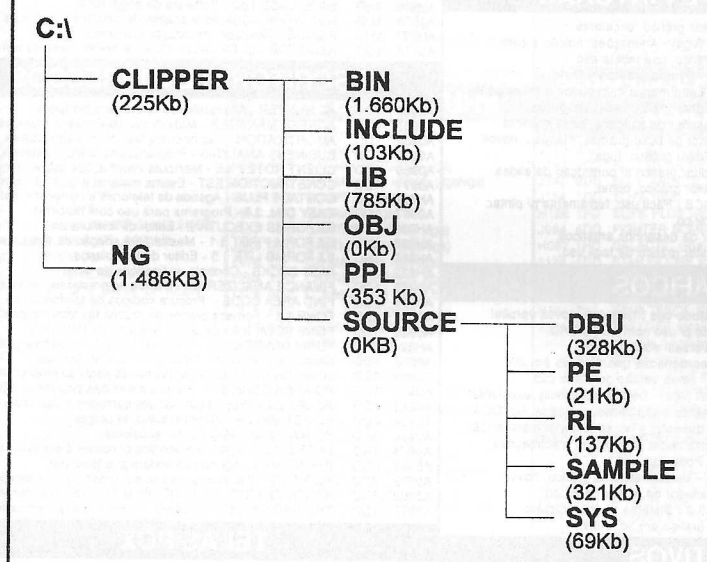 C:\
CLIPPER
(225Kb)
BIN
(1.660Kb)
INCLUDE
(103Kb)
LIB
(785Kb)
OBJ
(0Kb)
NG
(1.486KB)
PPL
(353 Kb)
SOURCE
(0KB)
DBU
(328Kb)
PE
(21Kb)
RL
(137Kb)
SAMPLE
(321Kb)
SYS
(69Kb)